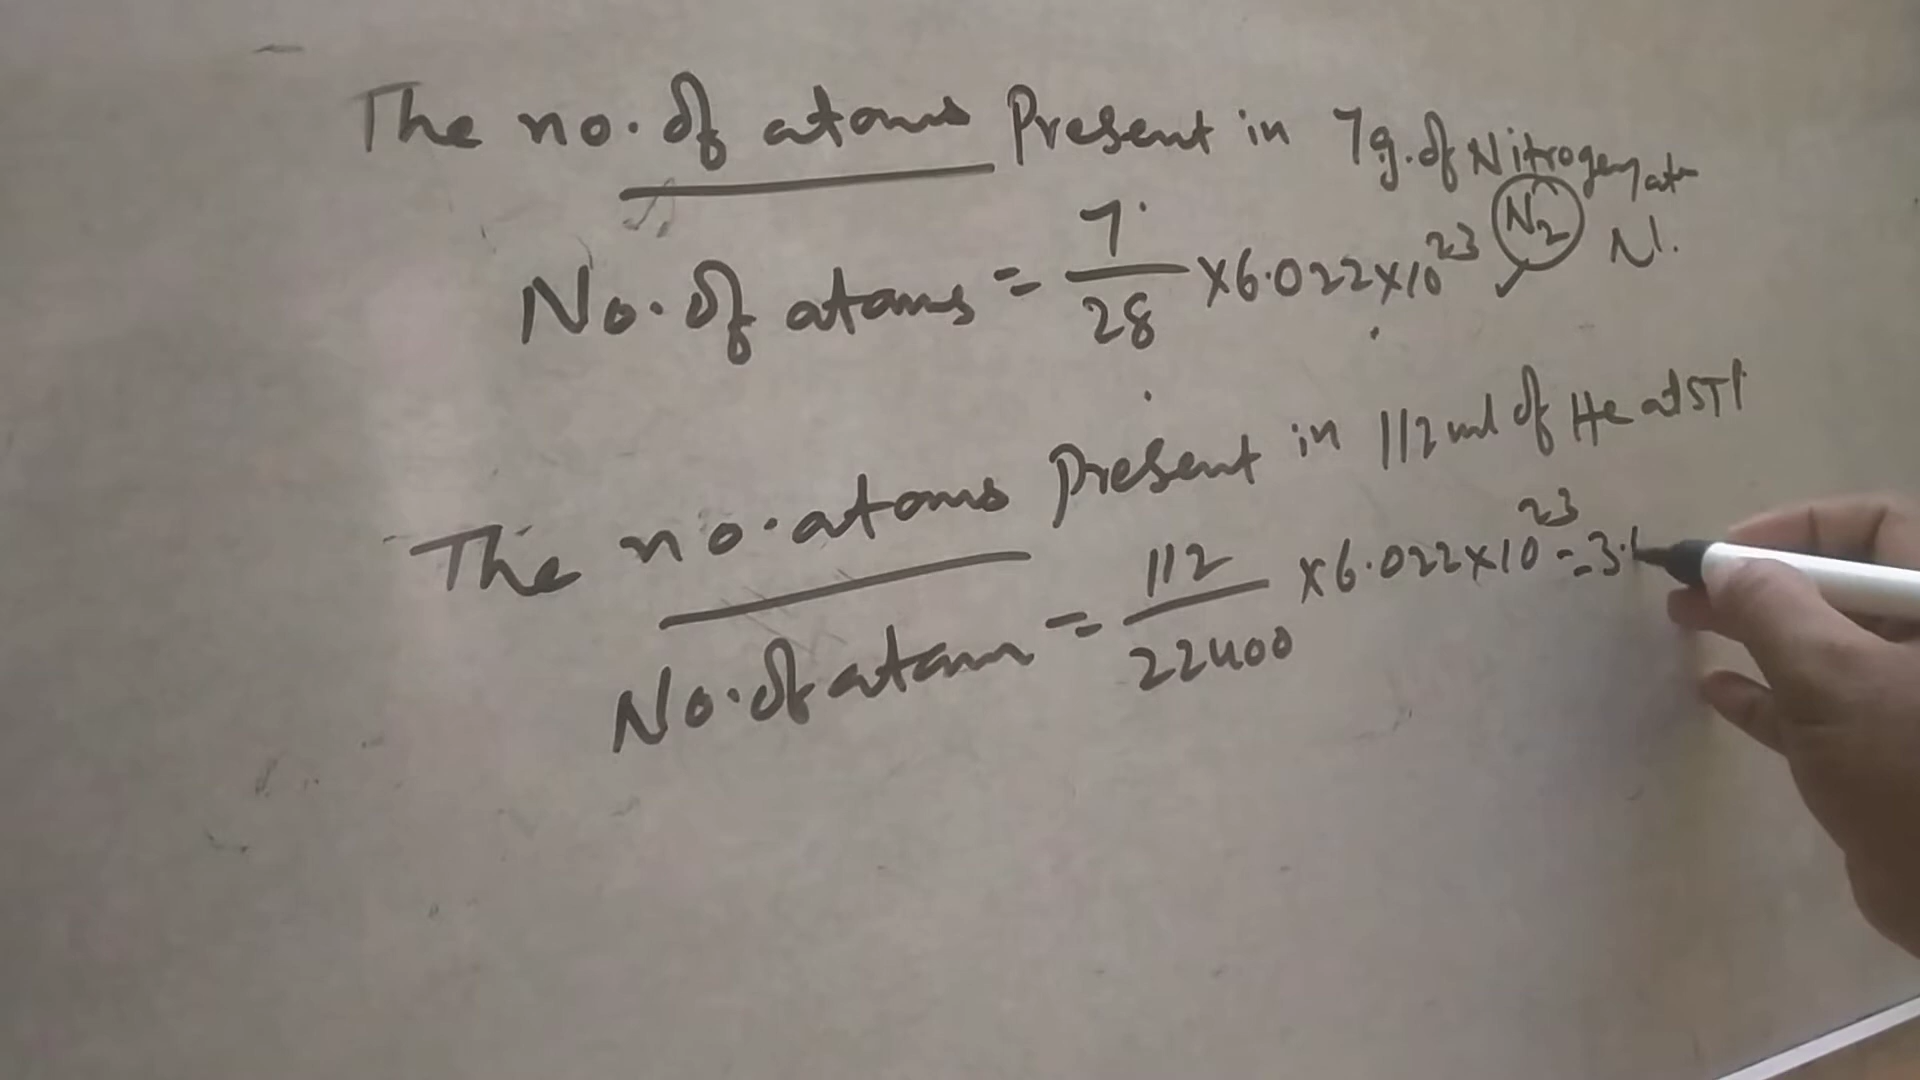 The no. of atoms Present in 7g. of Nitrogen
N2 N.
No. of atoms = 7/28 ×6.022×10^23
The no. atoms Present in 112 ml of He at STP
No. of atom = 112/22400 ×6.022×10^23 = 3.